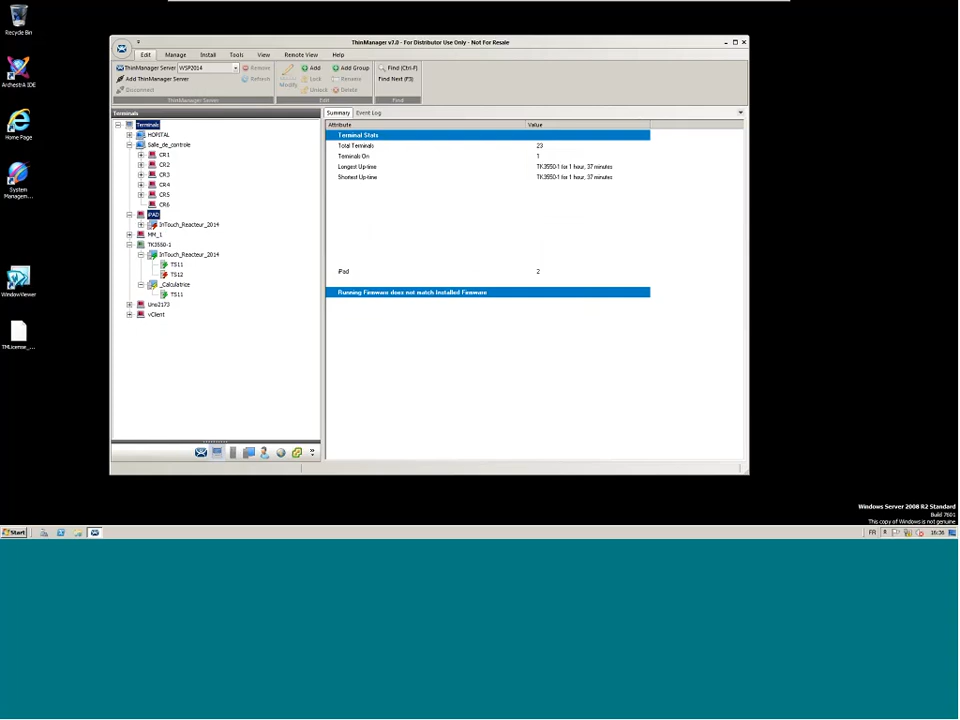 Recycle Bin
ArchestrA IDE
Home Page
System
Managem...
WindowViewer
TMLicense_...
ThinManager v7.0 - For Distributor Use Only - Not For Resale
Edit Manage Install Tools View Remote View Help
ThinManager Server WSP2014 Remove
Add ThinManager Server Refresh
Disconnect
ThinManager Server
Modify
Add Add Group
Lock Rename
Unlock Delete
Edit
Find (Ctrl-F)
Find Next (F3)
Find
Terminals
Terminals
HOPITAL
Salle_de_controle
CR1
CR2
CR3
CR4
CR5
CR6
iPAD
InTouch_Reacteur_2014
MM_1
TK3550-1
InTouch_Reacteur_2014
TS11
TS12
_Calculatrice
TS11
Uno2173
vClient
Summary Event Log
Attribute Value
Terminal Stats
Total Terminals 23
Terminals On 1
Longest Up-time TK3550-1 for 1 hour, 37 minutes
Shortest Up-time TK3550-1 for 1 hour, 37 minutes
iPad 2
Running Firmware does not match Installed Firmware
Windows Server 2008 R2 Standard
Build 7601
This copy of Windows is not genuine
Start
FR 16:36